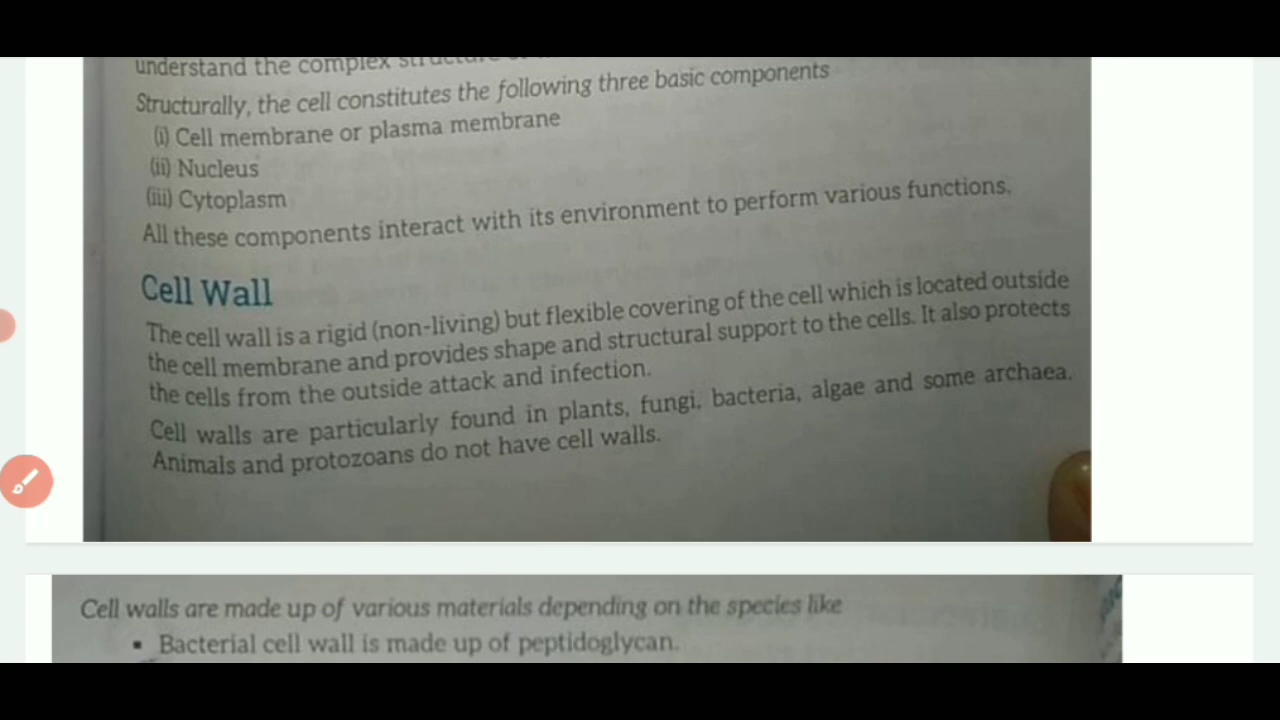 understand the complex
Structurally, the cell constitutes the following three basic components
(i) Cell membrane or plasma membrane
(ii) Nucleus
(iii) Cytoplasm
All these components interact with its environment to perform various functions.
Cell Wall
The cell wall is a rigid (non-living) but flexible covering of the cell which is located outside
the cell membrane and provides shape and structural support to the cells. It also protects
the cells from the outside attack and infection.
Cell walls are particularly found in plants, fungi, bacteria, algae and some archaea.
Animals and protozoans do not have cell walls.
Cell walls are made up of various materials depending on the species like
▪ Bacterial cell wall is made up of peptidoglycan.